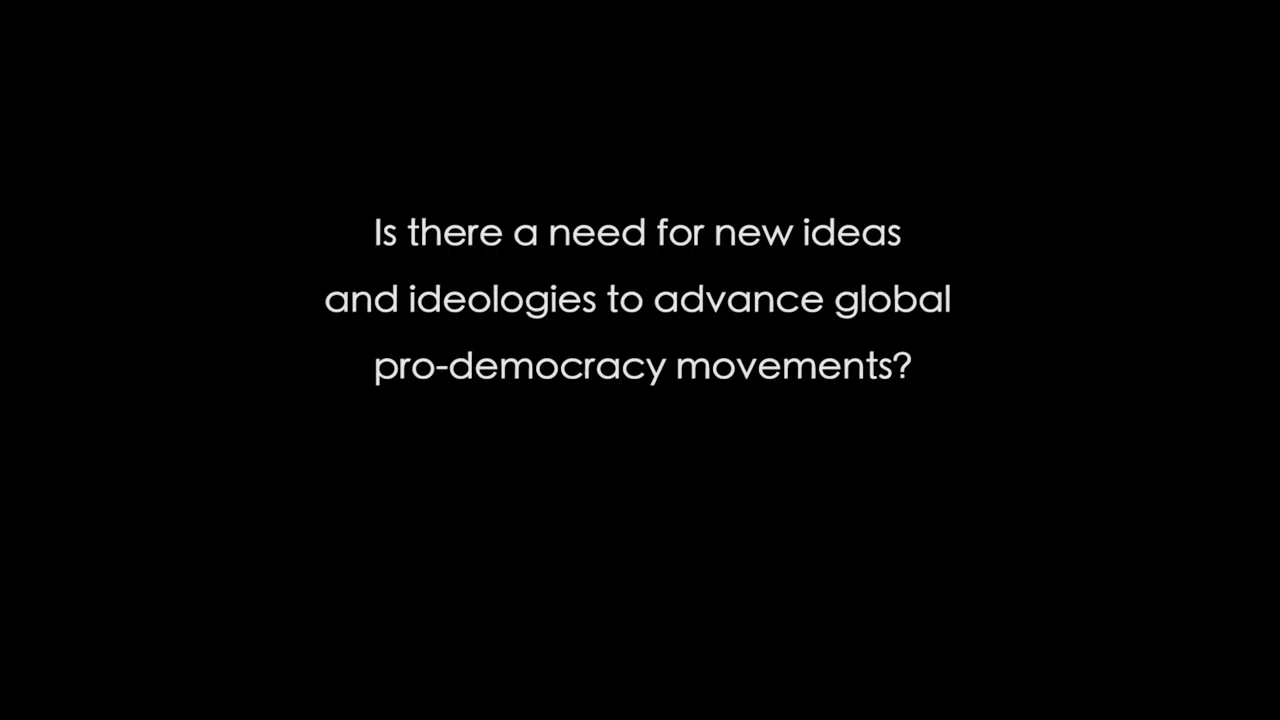 Is there a need for new ideas
and ideologies to advance global
pro-democracy movements?